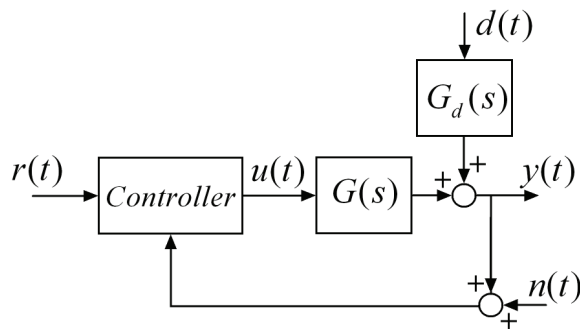 d(t)
G_d(s)
+
r(t)
Controller
u(t)
G(s)
+
y(t)
+
n(t)
+